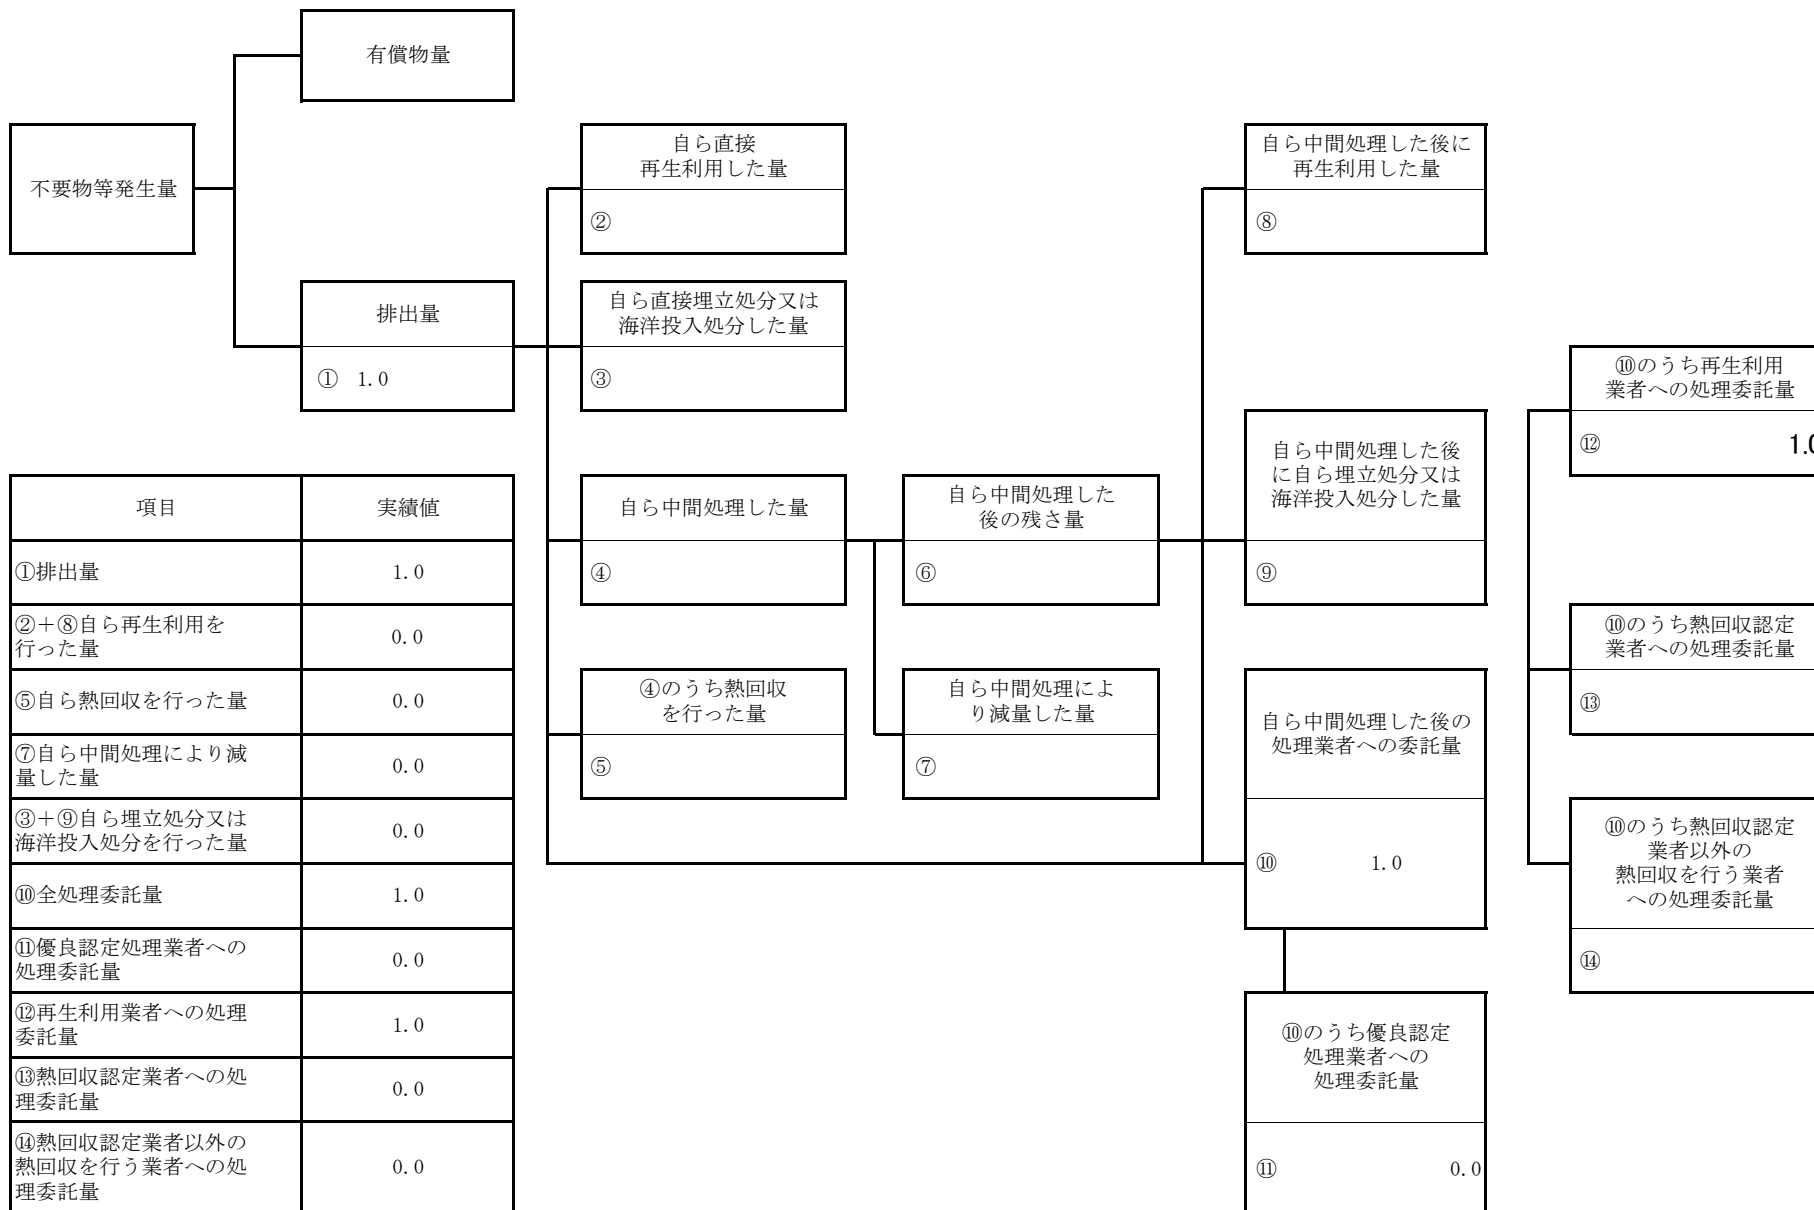 有償物量
不要物等発生量
排出量
① 1.0
自ら直接
再生利用した量
②
自ら直接埋立処分又は
海洋投入処分した量
③
自ら中間処理した量
④
④のうち熱回収
を行った量
⑤
自ら中間処理した
後の残さ量
⑥
自ら中間処理によ
り減量した量
⑦
自ら中間処理した後に
再生利用した量
⑧
自ら中間処理した後
に自ら埋立処分又は
海洋投入処分した量
⑨
自ら中間処理した後の
処理業者への委託量
⑩ 1.0
⑩のうち優良認定
処理業者への
処理委託量
⑪ 0.0
⑩のうち再生利用
業者への処理委託量
⑫ 1.0
⑩のうち熱回収認定
業者への処理委託量
⑬
⑩のうち熱回収認定
業者以外の
熱回収を行う業者
への処理委託量
⑭
項目 実績値
①排出量 1.0
②+⑧自ら再生利用を
行った量 0.0
⑤自ら熱回収を行った量 0.0
⑦自ら中間処理により減
量した量 0.0
③+⑨自ら埋立処分又は
海洋投入処分を行った量 0.0
⑩全処理委託量 1.0
⑪優良認定処理業者への
処理委託量 0.0
⑫再生利用業者への処理
委託量 1.0
⑬熱回収認定業者への処
理委託量 0.0
⑭熱回収認定業者以外の
熱回収を行う業者への処
理委託量 0.0